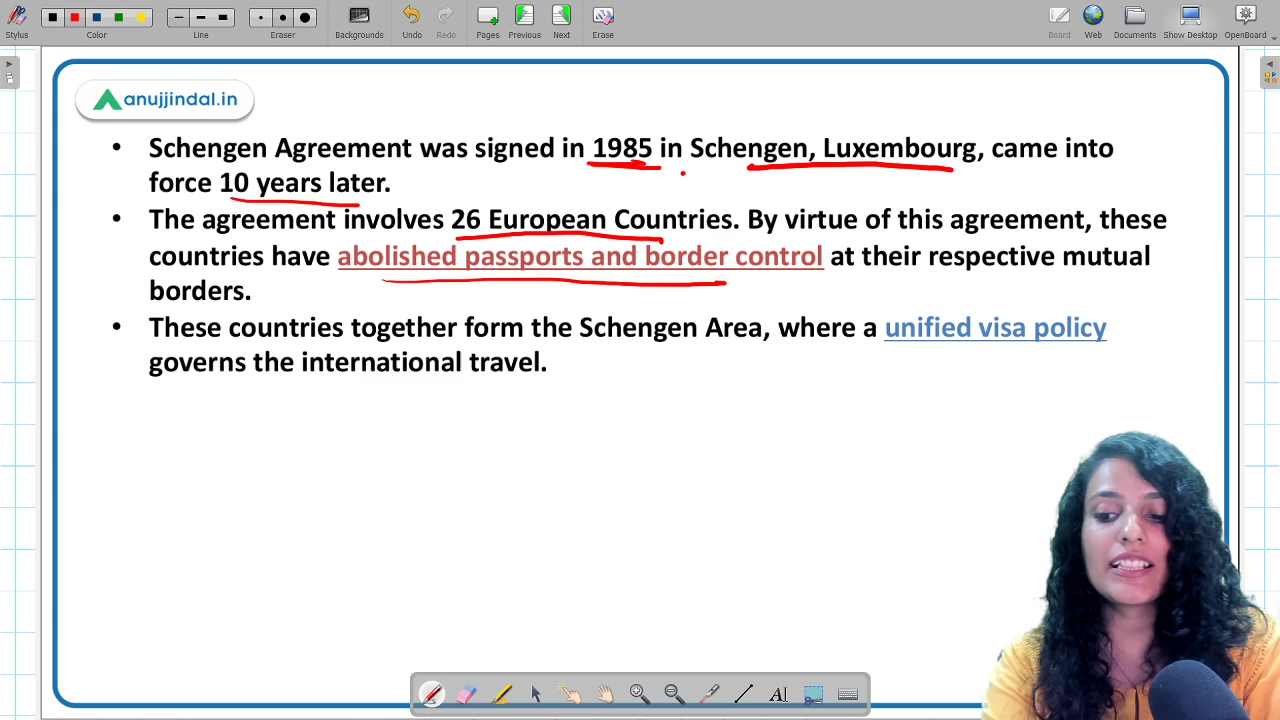 Stylus
Color
Line
Eraser
Backgrounds
Undo
Redo
Pages
Previous
Next
Erase
Board
Web
Documents
Show Desktop
OpenBoard
anujjindal.in
• Schengen Agreement was signed in 1985 in Schengen, Luxembourg, came into
force 10 years later.
• The agreement involves 26 European Countries. By virtue of this agreement, these
countries have abolished passports and border control at their respective mutual
borders.
• These countries together form the Schengen Area, where a unified visa policy
governs the international travel.
AI